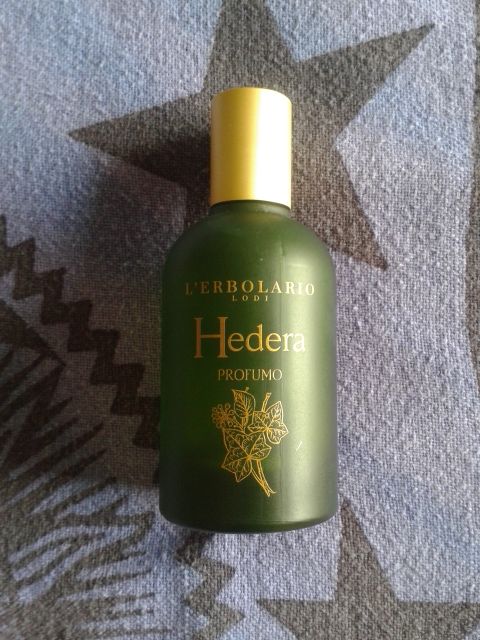 L'ERBOLARIO
LODI
Hedera
PROFUMO